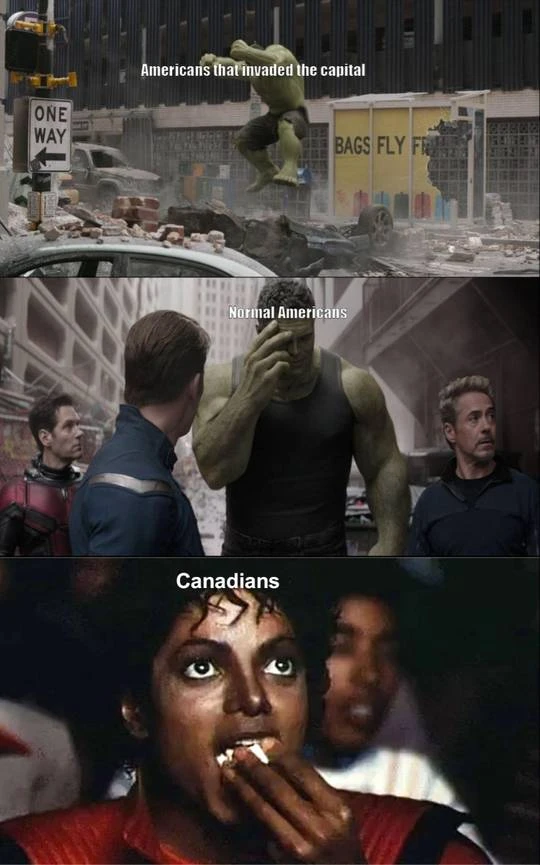 Americans that invaded the capital
ONE
WAY
BAGS FLY
Normal Americans
Canadians